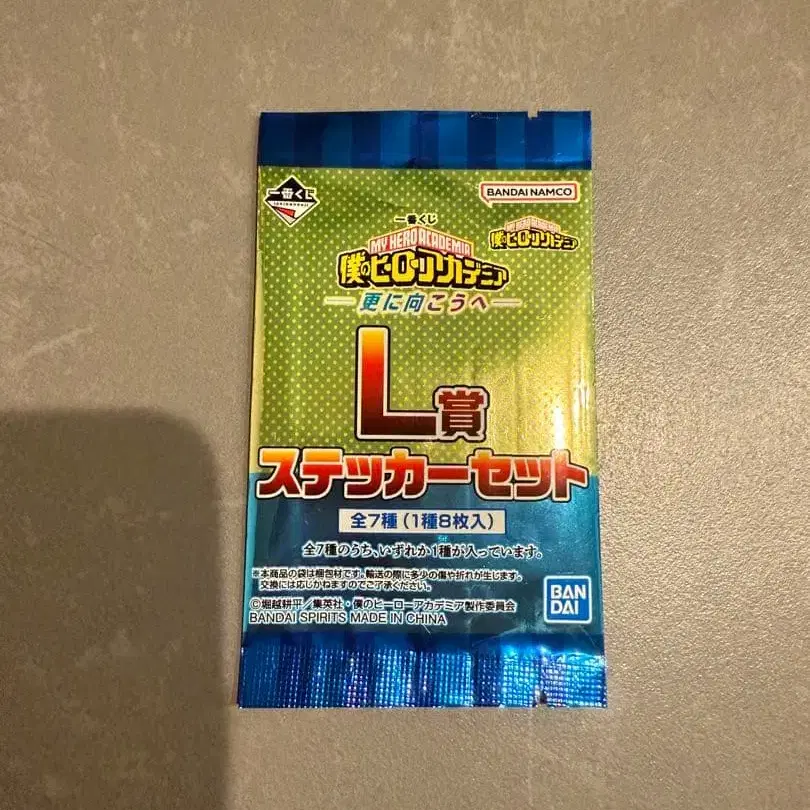 一番くじ
BANDAI NAMCO
一番くじ
MY HERO ACADEMIA
僕のヒーローアカデミア
MY HERO ACADEMIA
僕のヒーローアカデミア
更に向こうへ
L賞
ステッカーセット
全7種(1種8枚入)
全7種のうち、いずれか1種が入っています。
※本商品の袋は梱包材です。輸送の際に多少の傷や折れが生じます。
交換には応じかねますのでご了承ください。
©堀越耕平／集英社・僕のヒーローアカデミア製作委員会
BANDAI SPIRITS MADE IN CHINA
BAN
DAI